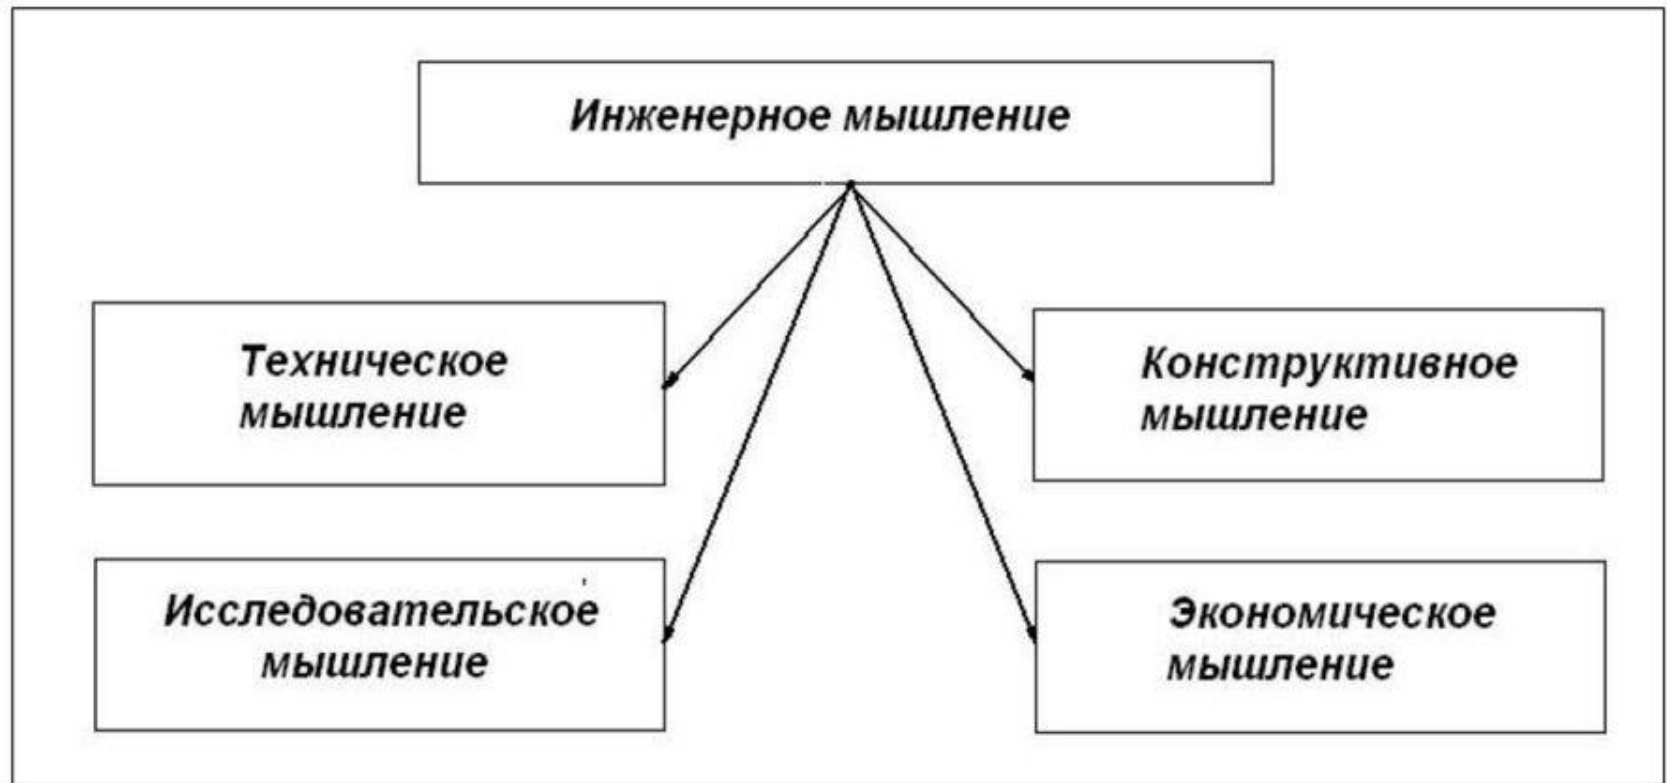 Инженерное мышление
Техническое
мышление
Конструктивное
мышление
Исследовательское
мышление
Экономическое
мышление